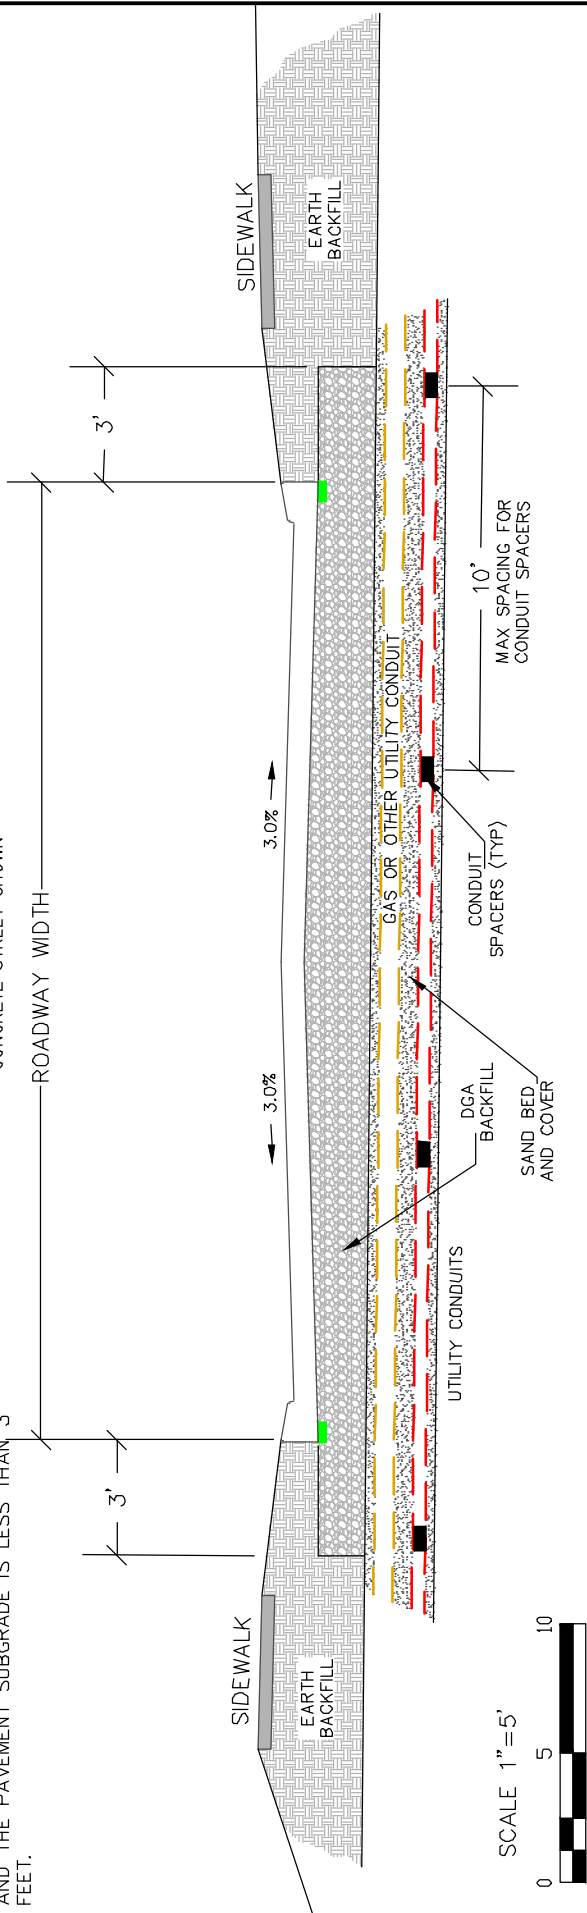 AND THE PAVEMENT SUBGRADE IS LESS THAN 3
FEET.
ROADWAY WIDTH
3'
3'
SIDEWALK
SIDEWALK
3.0%
3.0%
EARTH
BACKFILL
EARTH
BACKFILL
GAS OR OTHER UTILITY CONDUIT
DGA
BACKFILL
SAND BED
AND COVER
CONDUIT
SPACERS (TYP)
10'
MAX SPACING FOR
CONDUIT SPACERS
UTILITY CONDUITS
SCALE 1"=5'
0 5 10